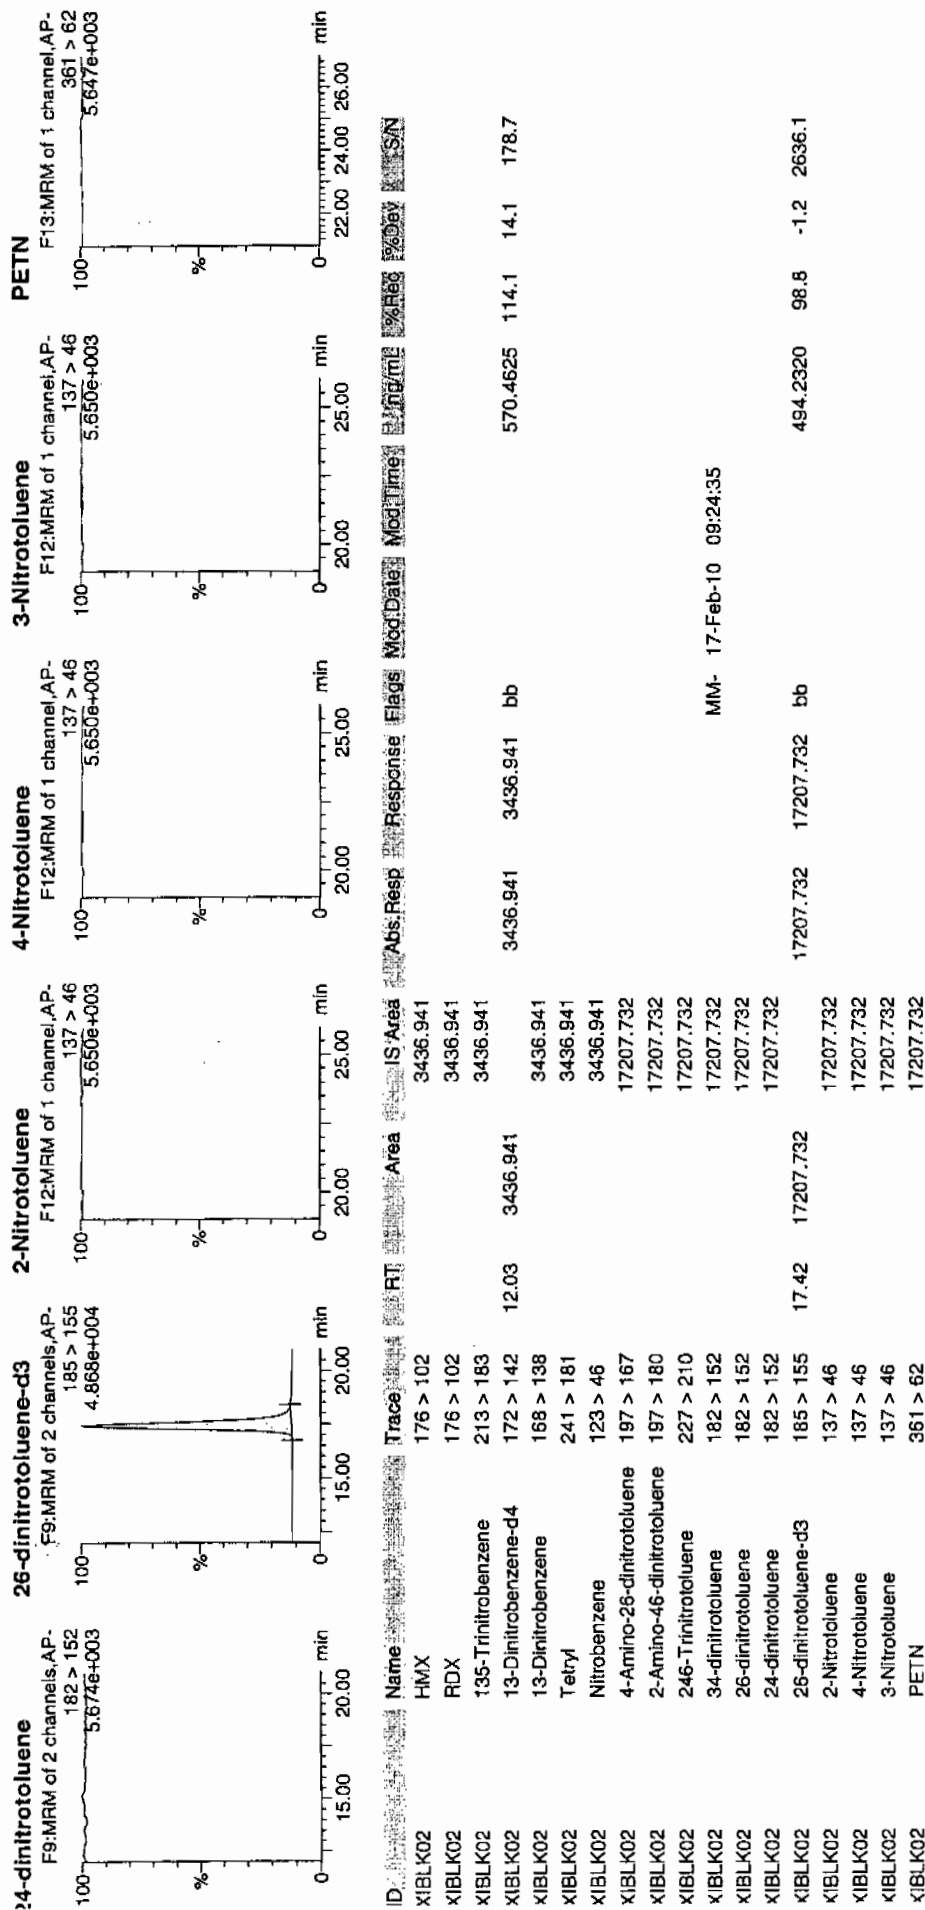 24-dinitrotoluene
F9:MRM of 2 channels,AP-
182 > 152
5.674e+003
100
%
0
15.00 20.00 min
26-dinitrotoluene-d3
F9:MRM of 2 channels,AP-
185 > 155
4.868e+004
100
%
0
15.00 20.00 min
2-Nitrotoluene
F12:MRM of 1 channel,AP-
137 > 46
5.650e+003
100
%
0
20.00 25.00 min
4-Nitrotoluene
F12:MRM of 1 channel,AP-
137 > 46
5.650e+003
100
%
0
20.00 25.00 min
3-Nitrotoluene
F12:MRM of 1 channel,AP-
137 > 46
5.650e+003
100
%
0
20.00 25.00 min
PETN
F13:MRM of 1 channel,AP-
361 > 62
5.647e+003
100
%
0
22.00 24.00 26.00 min
ID Name Trace RT Area IS Area Abs.Resp Response Flags Mod.Date Mod.Time ng/mL %Rec %Dev S/N
XIBLK02 HMX 176 > 102 3436.941
XIBLK02 RDX 176 > 102 3436.941
XIBLK02 135-Trinitrobenzene 213 > 183 3436.941
XIBLK02 13-Dinitrobenzene-d4 172 > 142 12.03 3436.941 3436.941 3436.941 bb 570.4625 114.1 14.1 178.7
XIBLK02 13-Dinitrobenzene 168 > 138 3436.941
XIBLK02 Tetryl 241 > 181 3436.941
XIBLK02 Nitrobenzene 123 > 46 3436.941
XIBLK02 4-Amino-26-dinitrotoluene 197 > 167 17207.732
XIBLK02 2-Amino-46-dinitrotoluene 197 > 180 17207.732
XIBLK02 246-Trinitrotoluene 227 > 210 17207.732
XIBLK02 34-dinitrotoluene 182 > 152 17207.732 MM- 17-Feb-10 09:24:35
XIBLK02 26-dinitrotoluene 182 > 152 17207.732
XIBLK02 24-dinitrotoluene 182 > 152 17207.732
XIBLK02 26-dinitrotoluene-d3 185 > 155 17.42 17207.732 17207.732 17207.732 bb 494.2320 98.8 -1.2 2636.1
XIBLK02 2-Nitrotoluene 137 > 46 17207.732
XIBLK02 4-Nitrotoluene 137 > 46 17207.732
XIBLK02 3-Nitrotoluene 137 > 46 17207.732
XIBLK02 PETN 361 > 62 17207.732